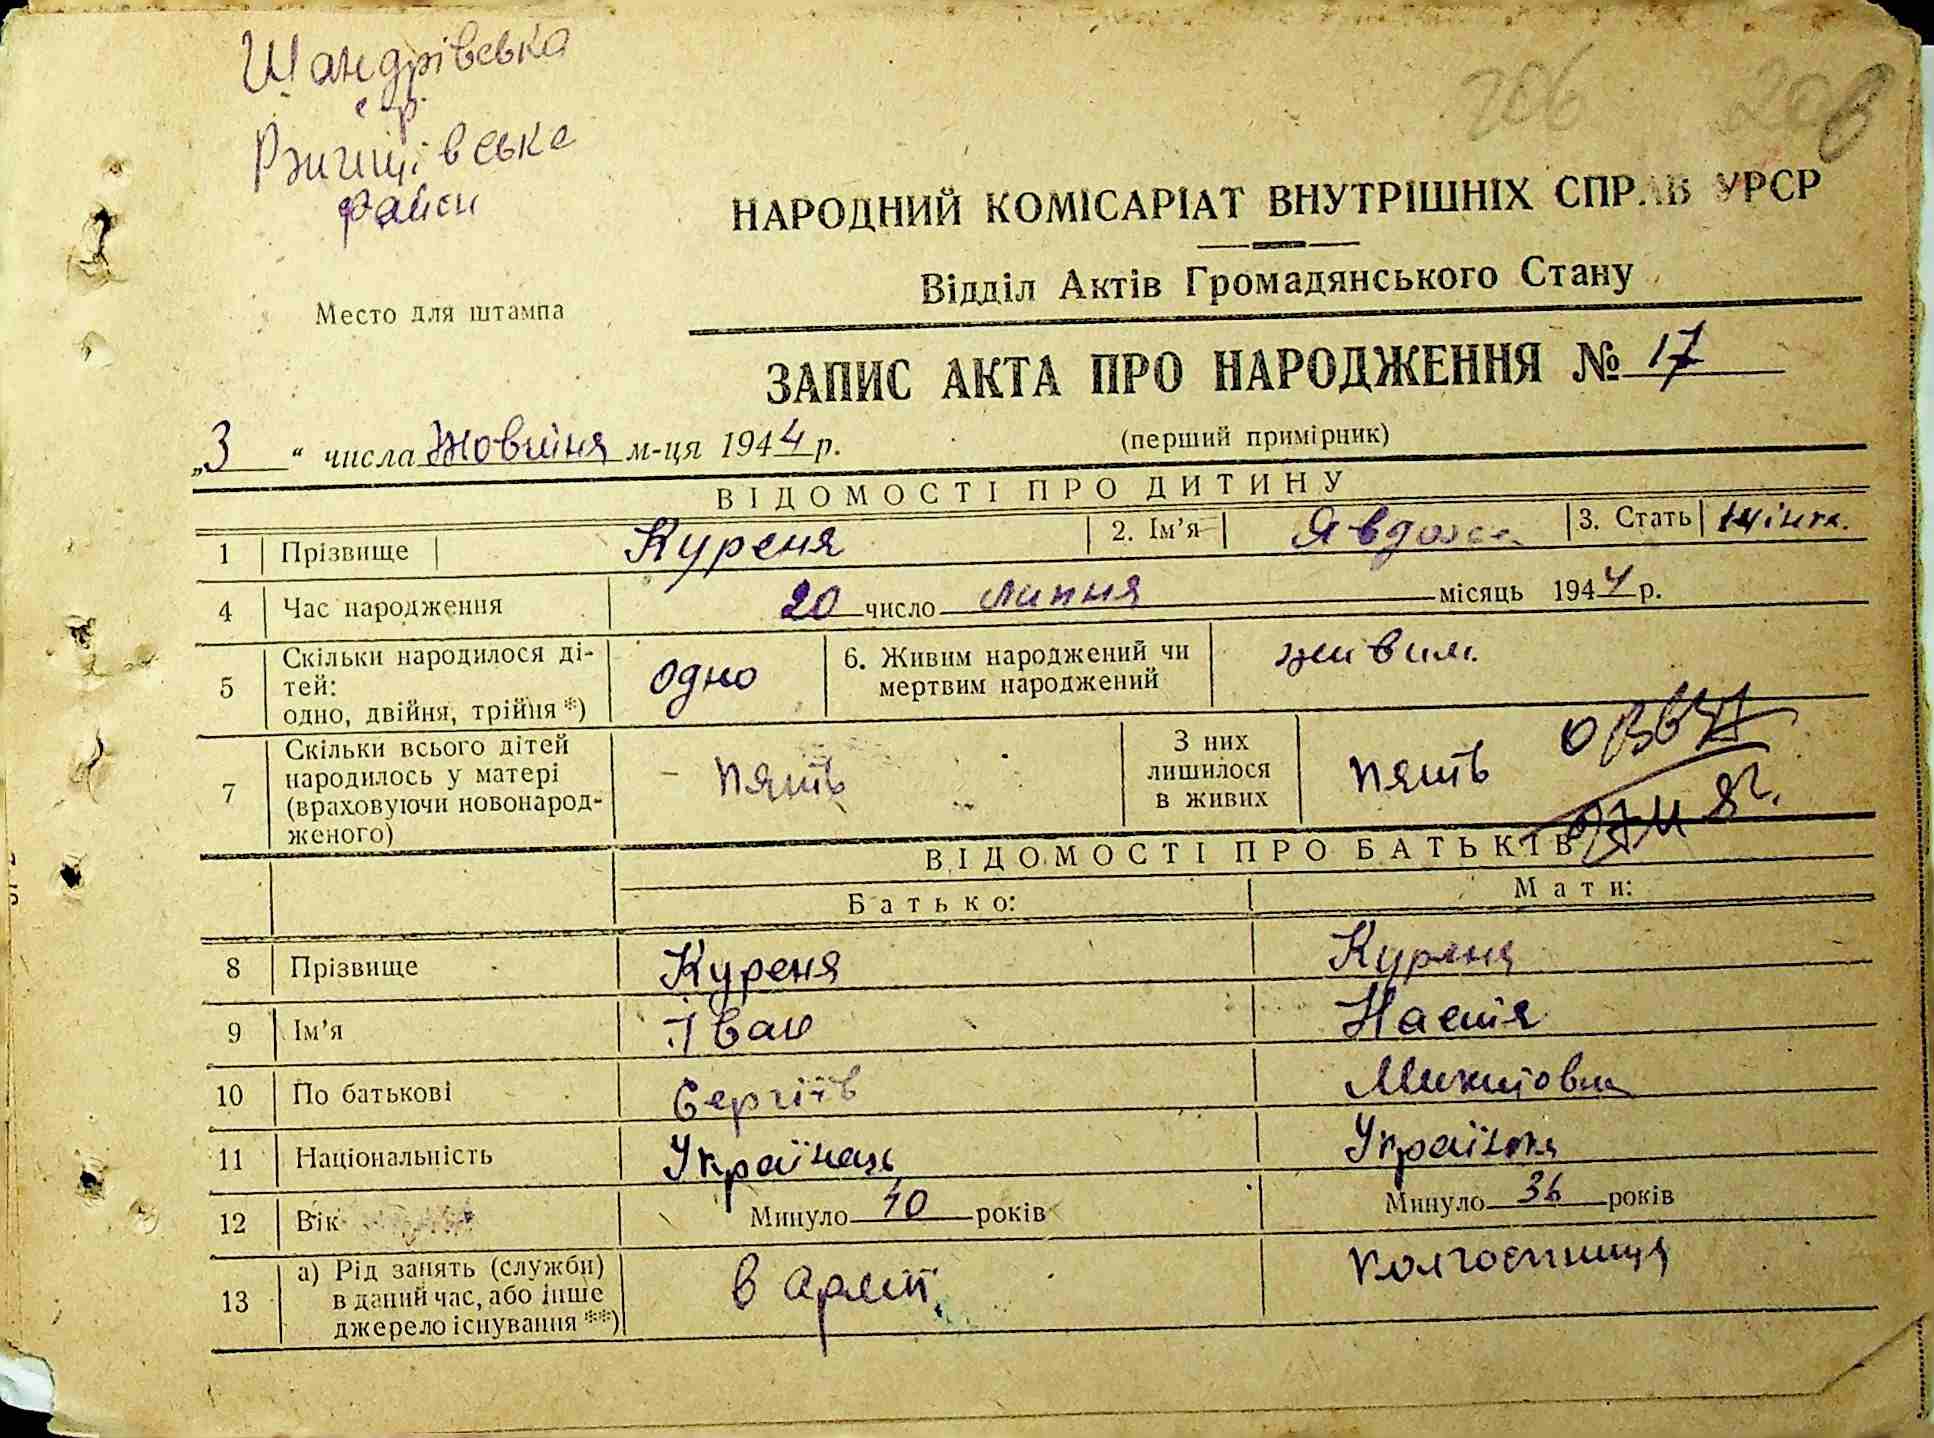 Шандрівська
с р.
Ржищівське
район
206 208
НАРОДНИЙ КОМІСАРІАТ ВНУТРІШНІХ СПРАВ УРСР
Відділ Актів Громадянського Стану
Место для штампа
ЗАПИС АКТА ПРО НАРОДЖЕННЯ № 17
„3“ числа Жовтня м-ця 1944 р.
(перший примірник)
ВІДОМОСТІ ПРО ДИТИНУ
1 Прізвище Куреня 2. Ім'я Явдоха 3. Стать жіноч.
4 Час народження 20 число липня місяць 1944 р.
5 Скільки народилося ді-
тей:
одно, двійня, трійня *) одно 6. Живим народжений чи
мертвим народжений живим.
7 Скільки всього дітей
народилось у матері
(враховуючи новонарод-
женого) пять З них
лишилося
в живих пять
ВІДОМОСТІ ПРО БАТЬКІВ
Батько: Мати:
8 Прізвище Куреня Куреня
9 Ім'я Іван Настя
10 По батькові Сергіїв Микитовна
11 Національність Українець Українка
12 Вік Минуло 40 років Минуло 36 років
13 а) Рід занять (служби)
в даний час, або інше
джерело існування **) в Армії. колгоспниця